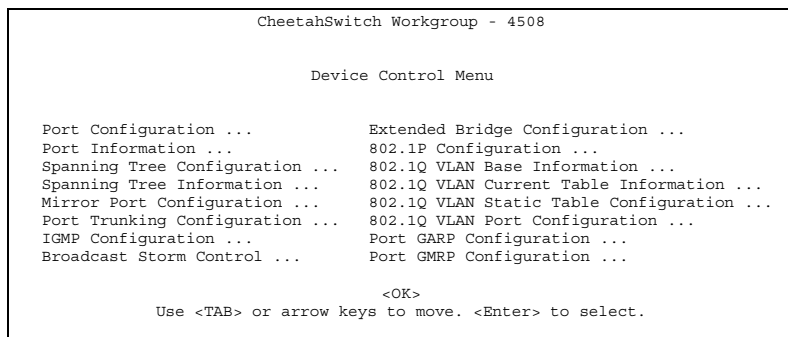 CheetahSwitch Workgroup - 4508
Device Control Menu
Port Configuration ... Extended Bridge Configuration ...
Port Information ... 802.1P Configuration ...
Spanning Tree Configuration ... 802.1Q VLAN Base Information ...
Spanning Tree Information ... 802.1Q VLAN Current Table Information ...
Mirror Port Configuration ... 802.1Q VLAN Static Table Configuration ...
Port Trunking Configuration ... 802.1Q VLAN Port Configuration ...
IGMP Configuration ... Port GARP Configuration ...
Broadcast Storm Control ... Port GMRP Configuration ...
<OK>
Use <TAB> or arrow keys to move. <Enter> to select.